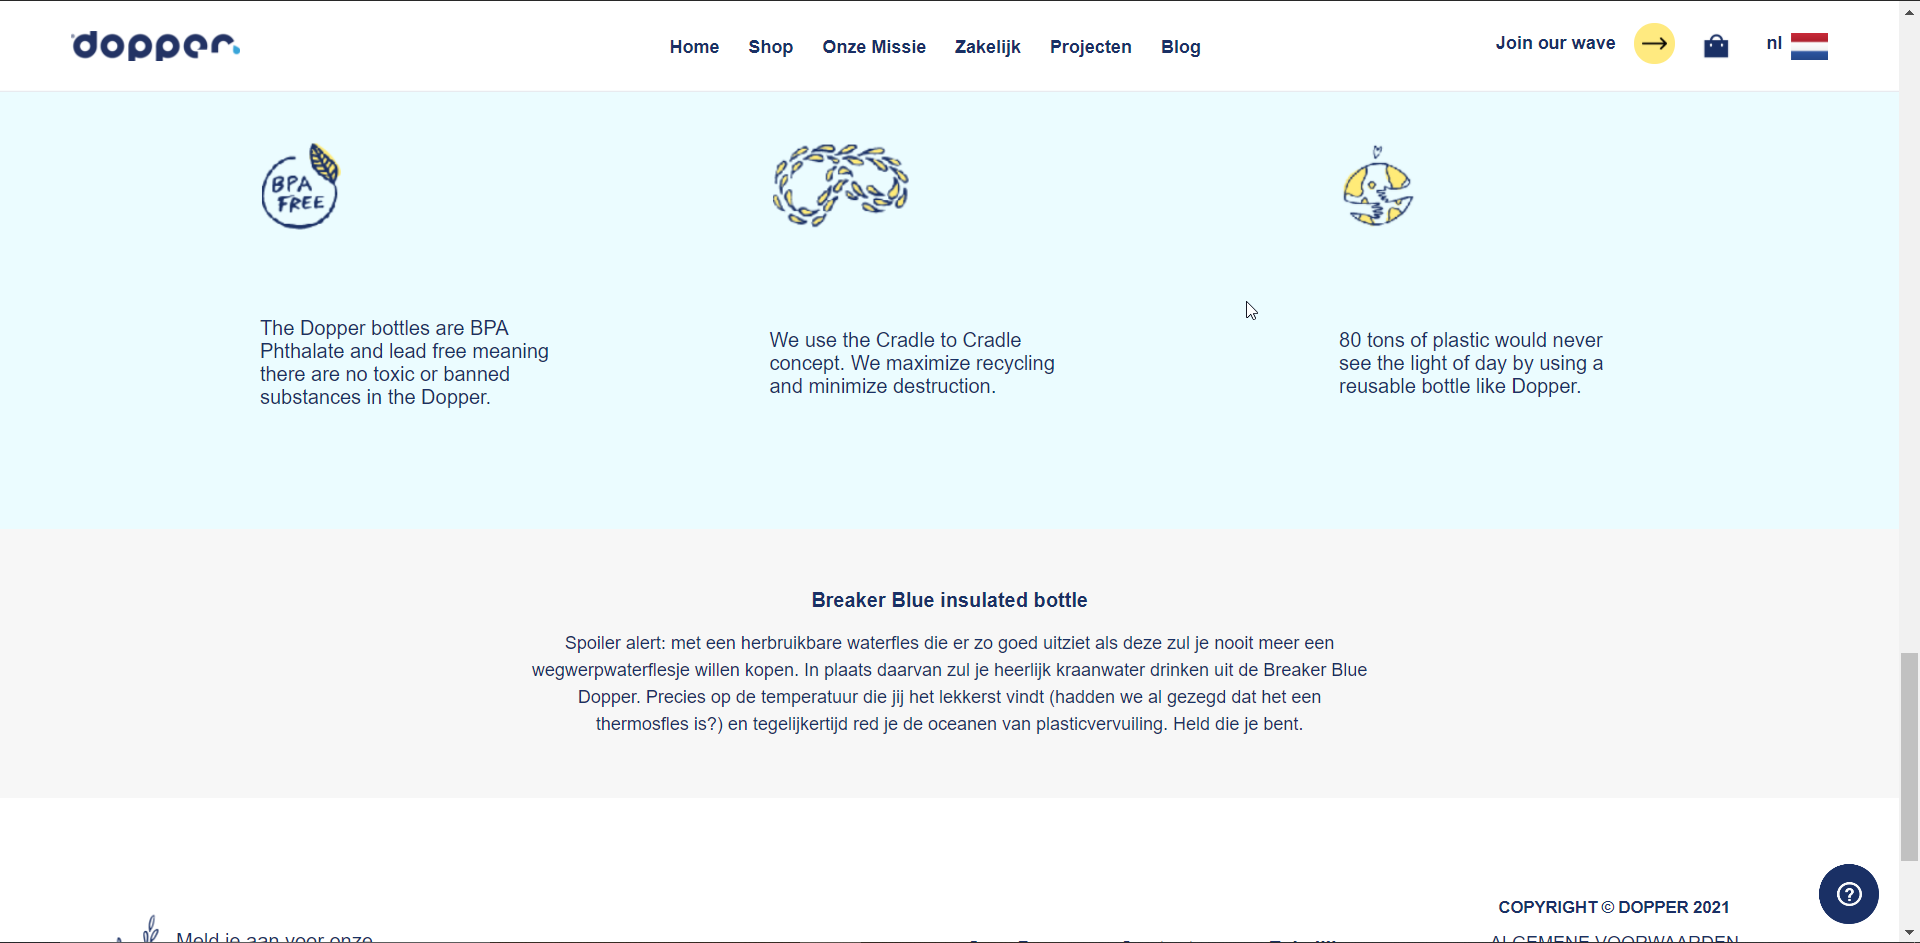 dopper
Home Shop Onze Missie Zakelijk Projecten Blog
Join our wave
nl
BPA
FREE
The Dopper bottles are BPA
Phthalate and lead free meaning
there are no toxic or banned
substances in the Dopper.
We use the Cradle to Cradle
concept. We maximize recycling
and minimize destruction.
80 tons of plastic would never
see the light of day by using a
reusable bottle like Dopper.
Breaker Blue insulated bottle
Spoiler alert: met een herbruikbare waterfles die er zo goed uitziet als deze zul je nooit meer een
wegwerpwaterflesje willen kopen. In plaats daarvan zul je heerlijk kraanwater drinken uit de Breaker Blue
Dopper. Precies op de temperatuur die jij het lekkerst vindt (hadden we al gezegd dat het een
thermosfles is?) en tegelijkertijd red je de oceanen van plasticvervuiling. Held die je bent.
COPYRIGHT © DOPPER 2021
Meld je aan voor onze
ALGEMENE VOORWAARDEN